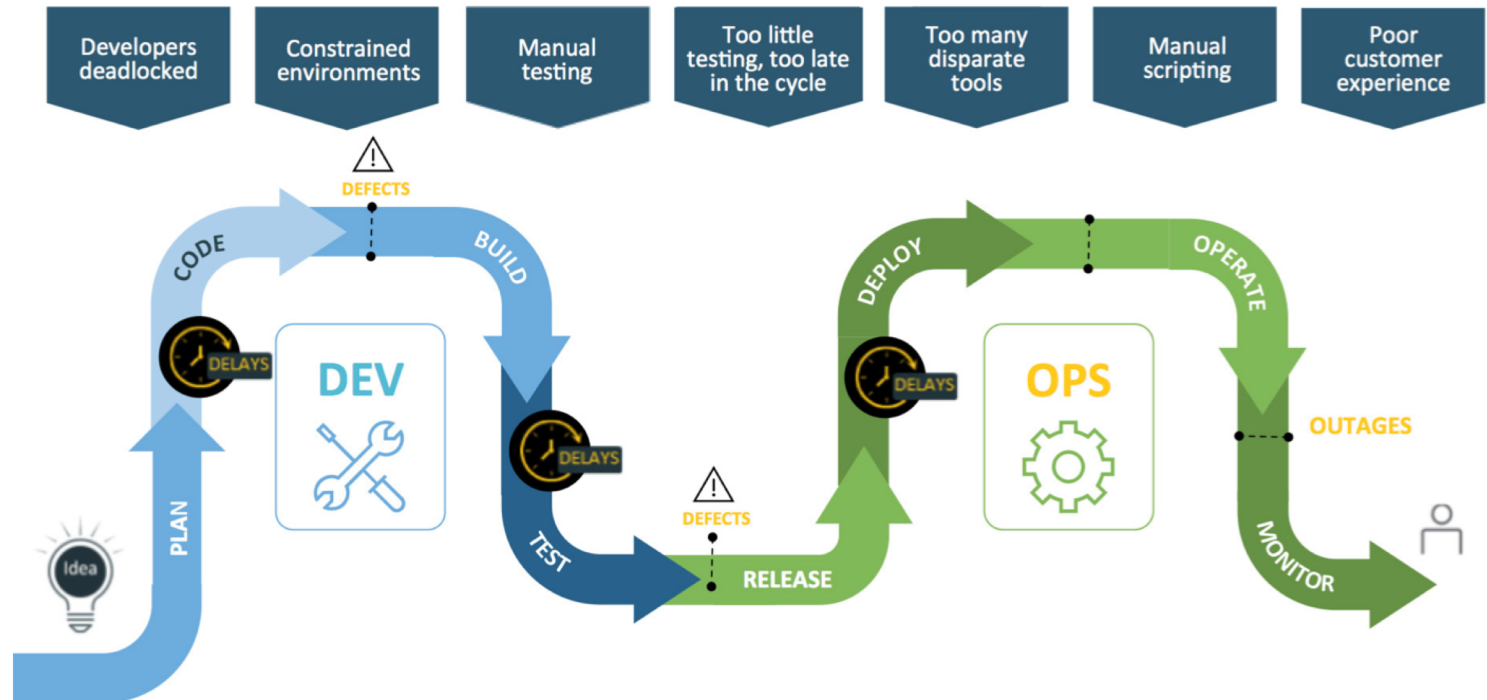 Developers
deadlocked
Constrained
environments
Manual
testing
Too little
testing, too late
in the cycle
Too many
disparate
tools
Manual
scripting
Poor
customer
experience
DEFECTS
CODE
BUILD
DEPLOY
OPERATE
DELAYS
DEV
DELAYS
OPS
DELAYS
OUTAGES
DEFECTS
PLAN
TEST
Idea
RELEASE
MONITOR